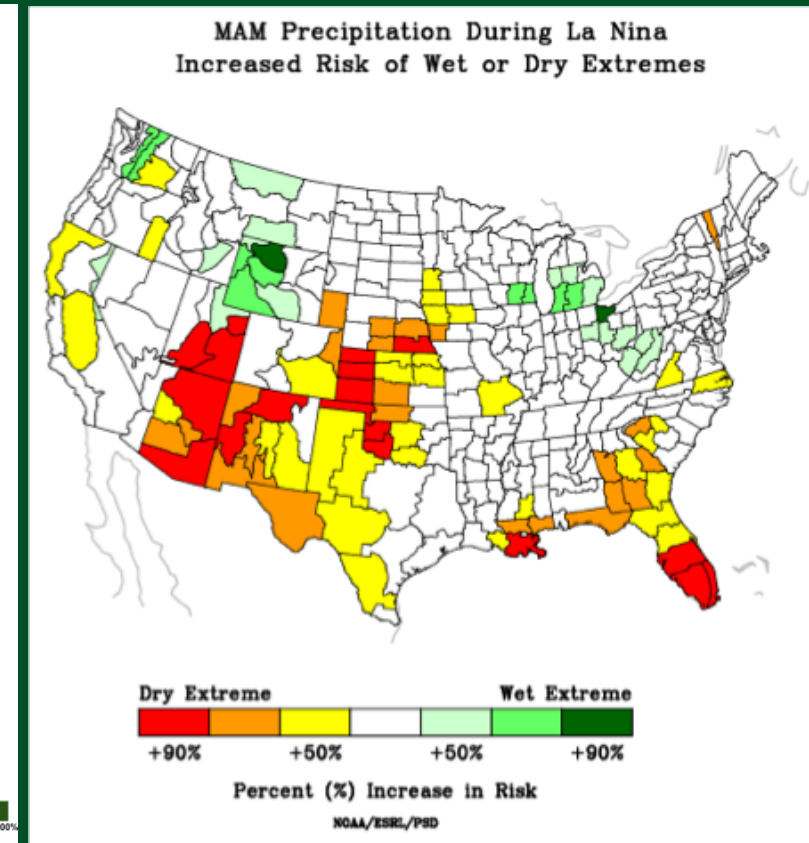 MAM Precipitation During La Nina
Increased Risk of Wet or Dry Extremes
Dry Extreme Wet Extreme
+90% +50% +50% +90%
Percent (%) Increase in Risk
NOAA/ESRL/PSD
00%